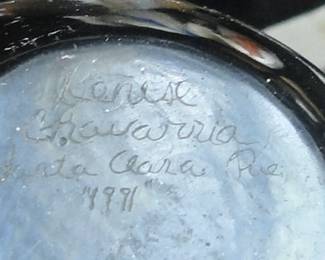 Denise
Chavarria
Santa Clara Pue
"1991"